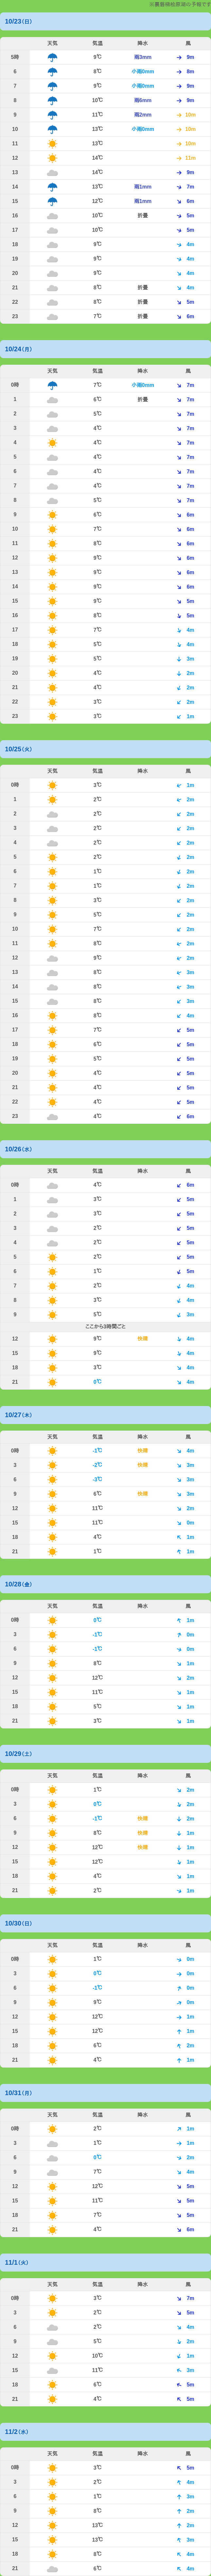 ※裏磐梯桧原湖の予報です
10/23(日)
天気 気温 降水 風
5時 9℃ 雨3mm 9m
6 8℃ 小雨0mm 8m
7 9℃ 小雨0mm 9m
8 10℃ 雨6mm 9m
9 11℃ 雨2mm 10m
10 13℃ 小雨0mm 10m
11 13℃ 10m
12 14℃ 11m
13 14℃ 9m
14 13℃ 雨1mm 7m
15 12℃ 雨1mm 6m
16 10℃ 折畳 5m
17 10℃ 5m
18 9℃ 4m
19 9℃ 4m
20 9℃ 4m
21 8℃ 折畳 4m
22 8℃ 折畳 5m
23 7℃ 折畳 6m
10/24(月)
天気 気温 降水 風
0時 7℃ 小雨0mm 7m
1 6℃ 折畳 7m
2 5℃ 7m
3 4℃ 7m
4 4℃ 7m
5 4℃ 7m
6 4℃ 7m
7 4℃ 7m
8 5℃ 7m
9 6℃ 6m
10 7℃ 6m
11 8℃ 6m
12 9℃ 6m
13 9℃ 6m
14 9℃ 6m
15 9℃ 5m
16 8℃ 5m
17 7℃ 4m
18 5℃ 4m
19 5℃ 3m
20 4℃ 2m
21 4℃ 2m
22 3℃ 2m
23 3℃ 1m
10/25(火)
天気 気温 降水 風
0時 3℃ 1m
1 2℃ 2m
2 2℃ 2m
3 2℃ 2m
4 2℃ 2m
5 2℃ 2m
6 1℃ 2m
7 1℃ 2m
8 3℃ 2m
9 5℃ 2m
10 7℃ 2m
11 8℃ 2m
12 9℃ 2m
13 8℃ 3m
14 8℃ 3m
15 8℃ 3m
16 8℃ 4m
17 7℃ 5m
18 6℃ 5m
19 5℃ 5m
20 4℃ 5m
21 4℃ 5m
22 4℃ 5m
23 4℃ 6m
10/26(水)
天気 気温 降水 風
0時 4℃ 6m
1 3℃ 5m
2 3℃ 5m
3 2℃ 5m
4 2℃ 5m
5 2℃ 5m
6 1℃ 5m
7 2℃ 4m
8 3℃ 4m
9 5℃ 3m
ここから3時間ごと
12 9℃ 快晴 4m
15 9℃ 4m
18 3℃ 4m
21 0℃ 4m
10/27(木)
天気 気温 降水 風
0時 -1℃ 快晴 4m
3 -2℃ 快晴 3m
6 -3℃ 3m
9 6℃ 快晴 3m
12 11℃ 2m
15 11℃ 0m
18 4℃ 1m
21 1℃ 1m
10/28(金)
天気 気温 降水 風
0時 0℃ 1m
3 -1℃ 0m
6 -1℃ 0m
9 8℃ 1m
12 12℃ 2m
15 11℃ 1m
18 5℃ 1m
21 3℃ 1m
10/29(土)
天気 気温 降水 風
0時 1℃ 2m
3 0℃ 2m
6 -1℃ 快晴 2m
9 8℃ 快晴 1m
12 12℃ 快晴 1m
15 12℃ 1m
18 4℃ 1m
21 2℃ 1m
10/30(日)
天気 気温 降水 風
0時 1℃ 0m
3 0℃ 0m
6 -1℃ 0m
9 9℃ 0m
12 12℃ 1m
15 12℃ 1m
18 6℃ 2m
21 4℃ 1m
10/31(月)
天気 気温 降水 風
0時 2℃ 1m
3 1℃ 1m
6 0℃ 2m
9 7℃ 4m
12 12℃ 5m
15 11℃ 5m
18 7℃ 5m
21 4℃ 6m
11/1(火)
天気 気温 降水 風
0時 3℃ 7m
3 2℃ 5m
6 2℃ 4m
9 5℃ 2m
12 10℃ 1m
15 11℃ 3m
18 6℃ 5m
21 4℃ 5m
11/2(水)
天気 気温 降水 風
0時 3℃ 5m
3 2℃ 4m
6 1℃ 3m
9 8℃ 2m
12 13℃ 2m
15 13℃ 3m
18 8℃ 4m
21 6℃ 4m